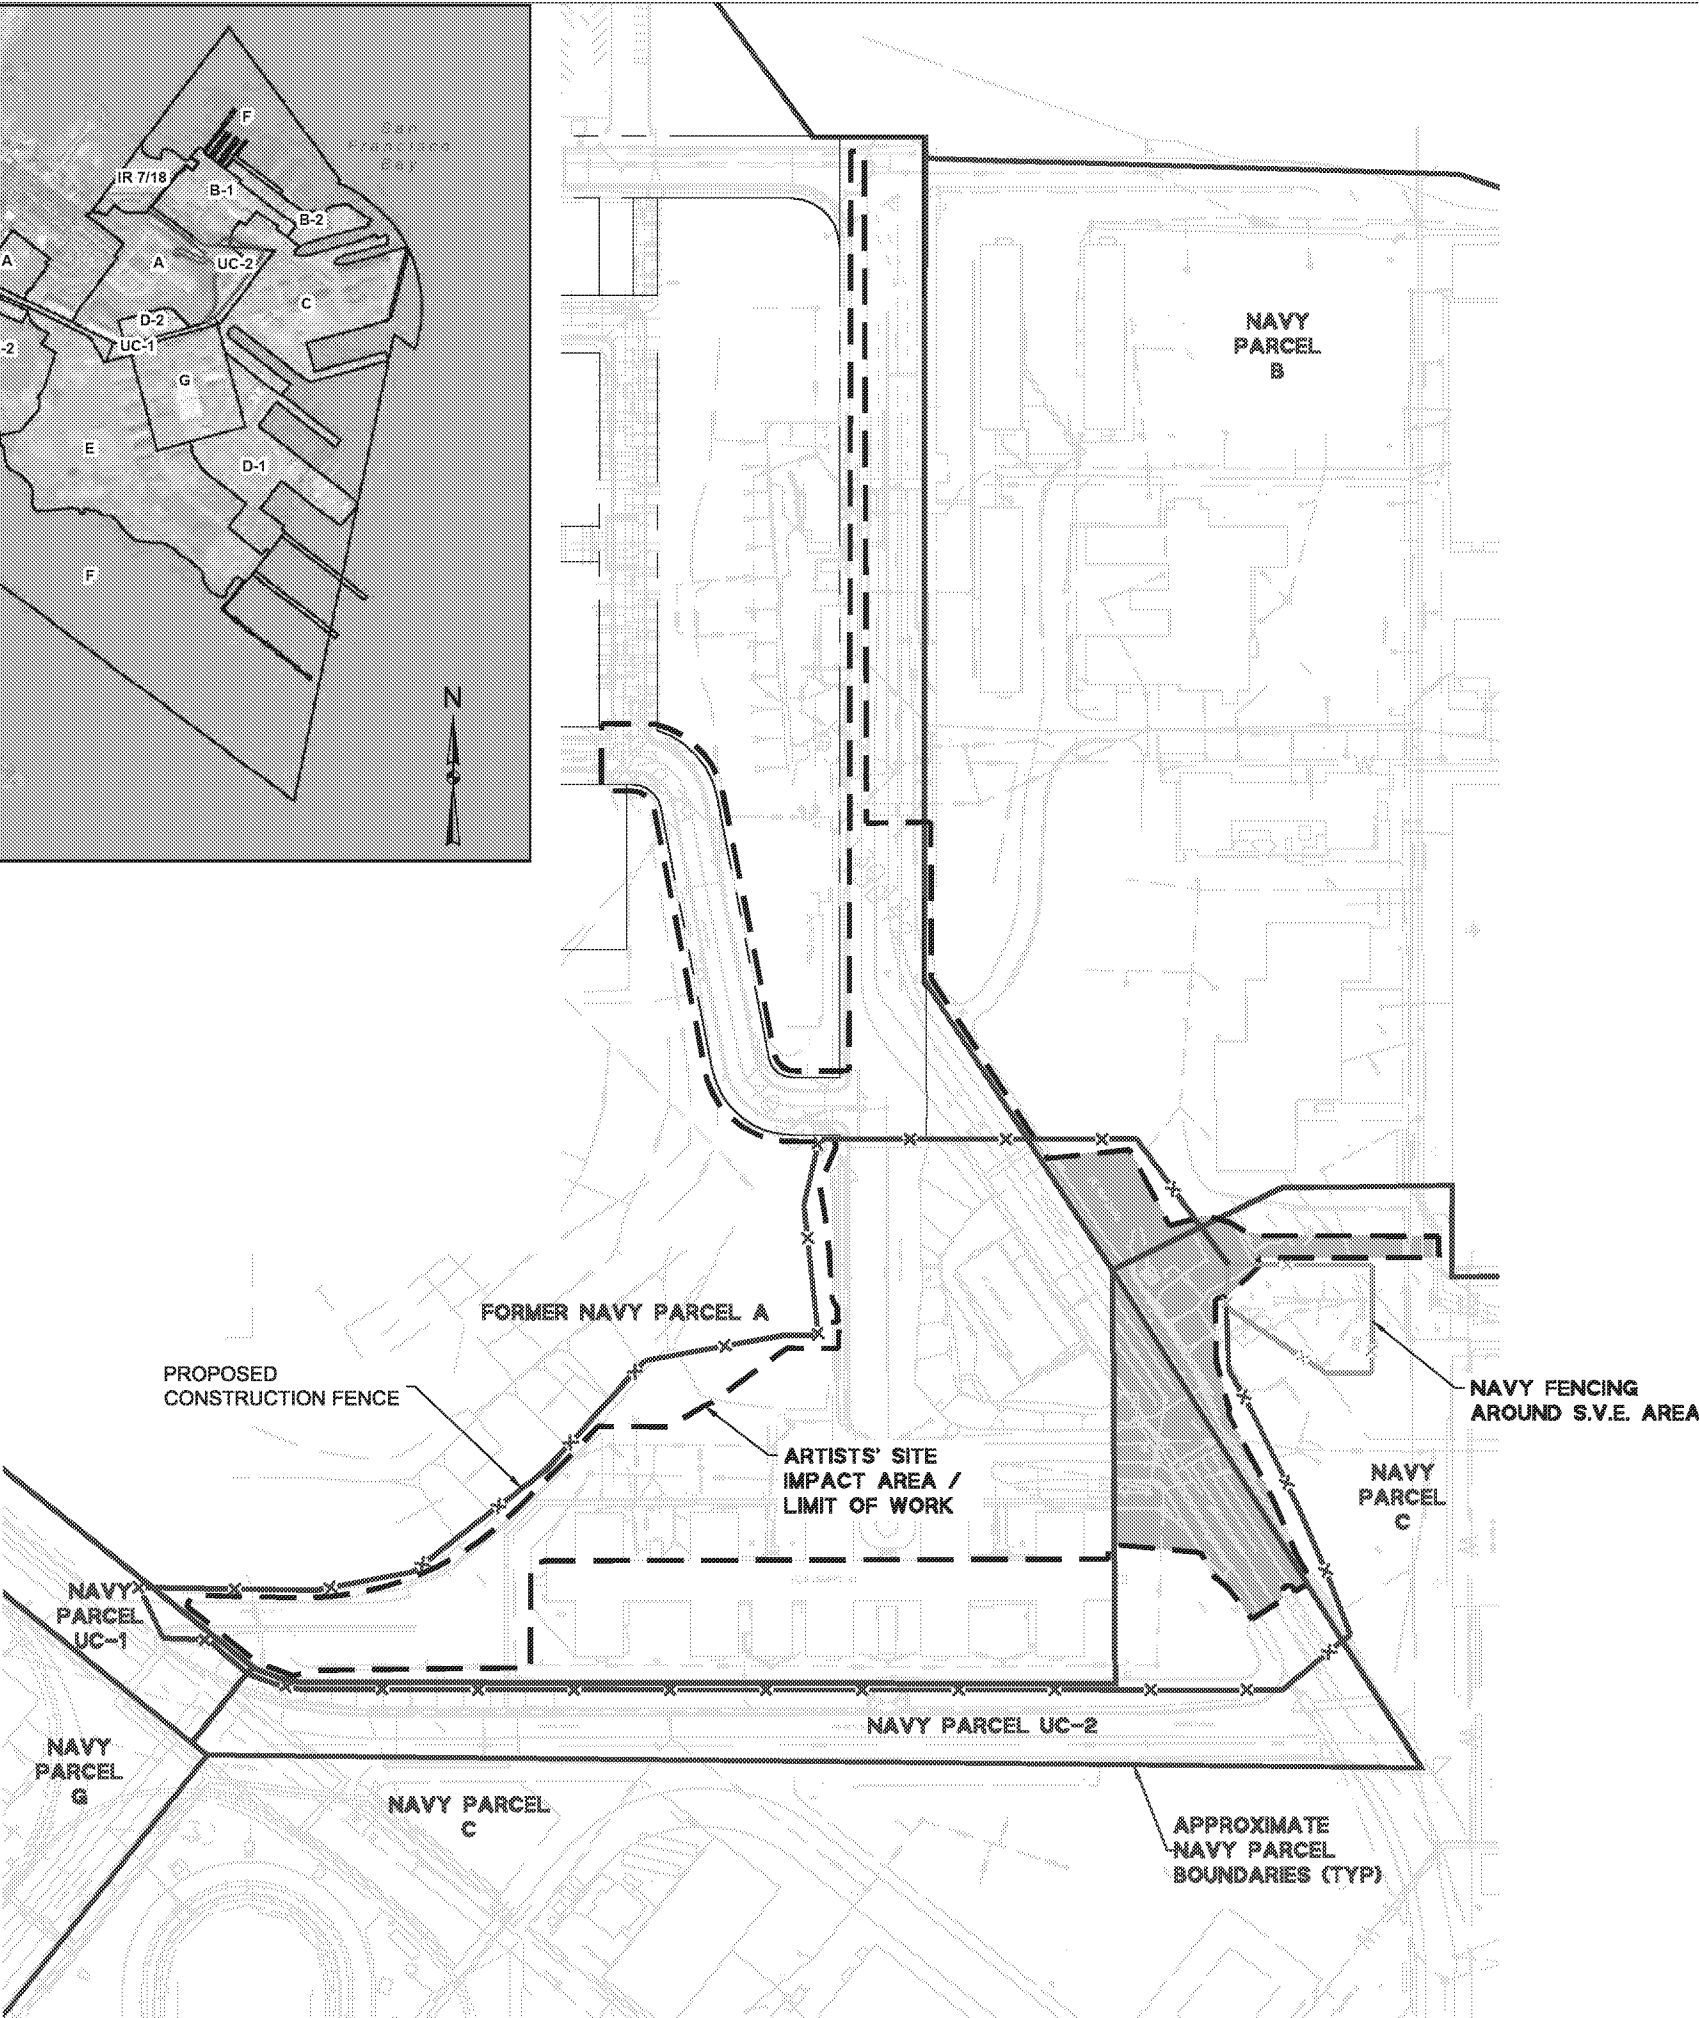 San
Francisco
Bay
F
IR 7/18
B-1
B-2
A
A
UC-2
C
D-2
UC-1
-2
G
E
D-1
F
N
NAVY
PARCEL
B
FORMER NAVY PARCEL A
PROPOSED
CONSTRUCTION FENCE
NAVY FENCING
AROUND S.V.E. AREA
ARTISTS' SITE
IMPACT AREA /
LIMIT OF WORK
NAVY
PARCEL
C
NAVY
PARCEL
UC-1
NAVY PARCEL UC-2
NAVY
PARCEL
G
NAVY PARCEL
C
APPROXIMATE
NAVY PARCEL
BOUNDARIES (TYP)